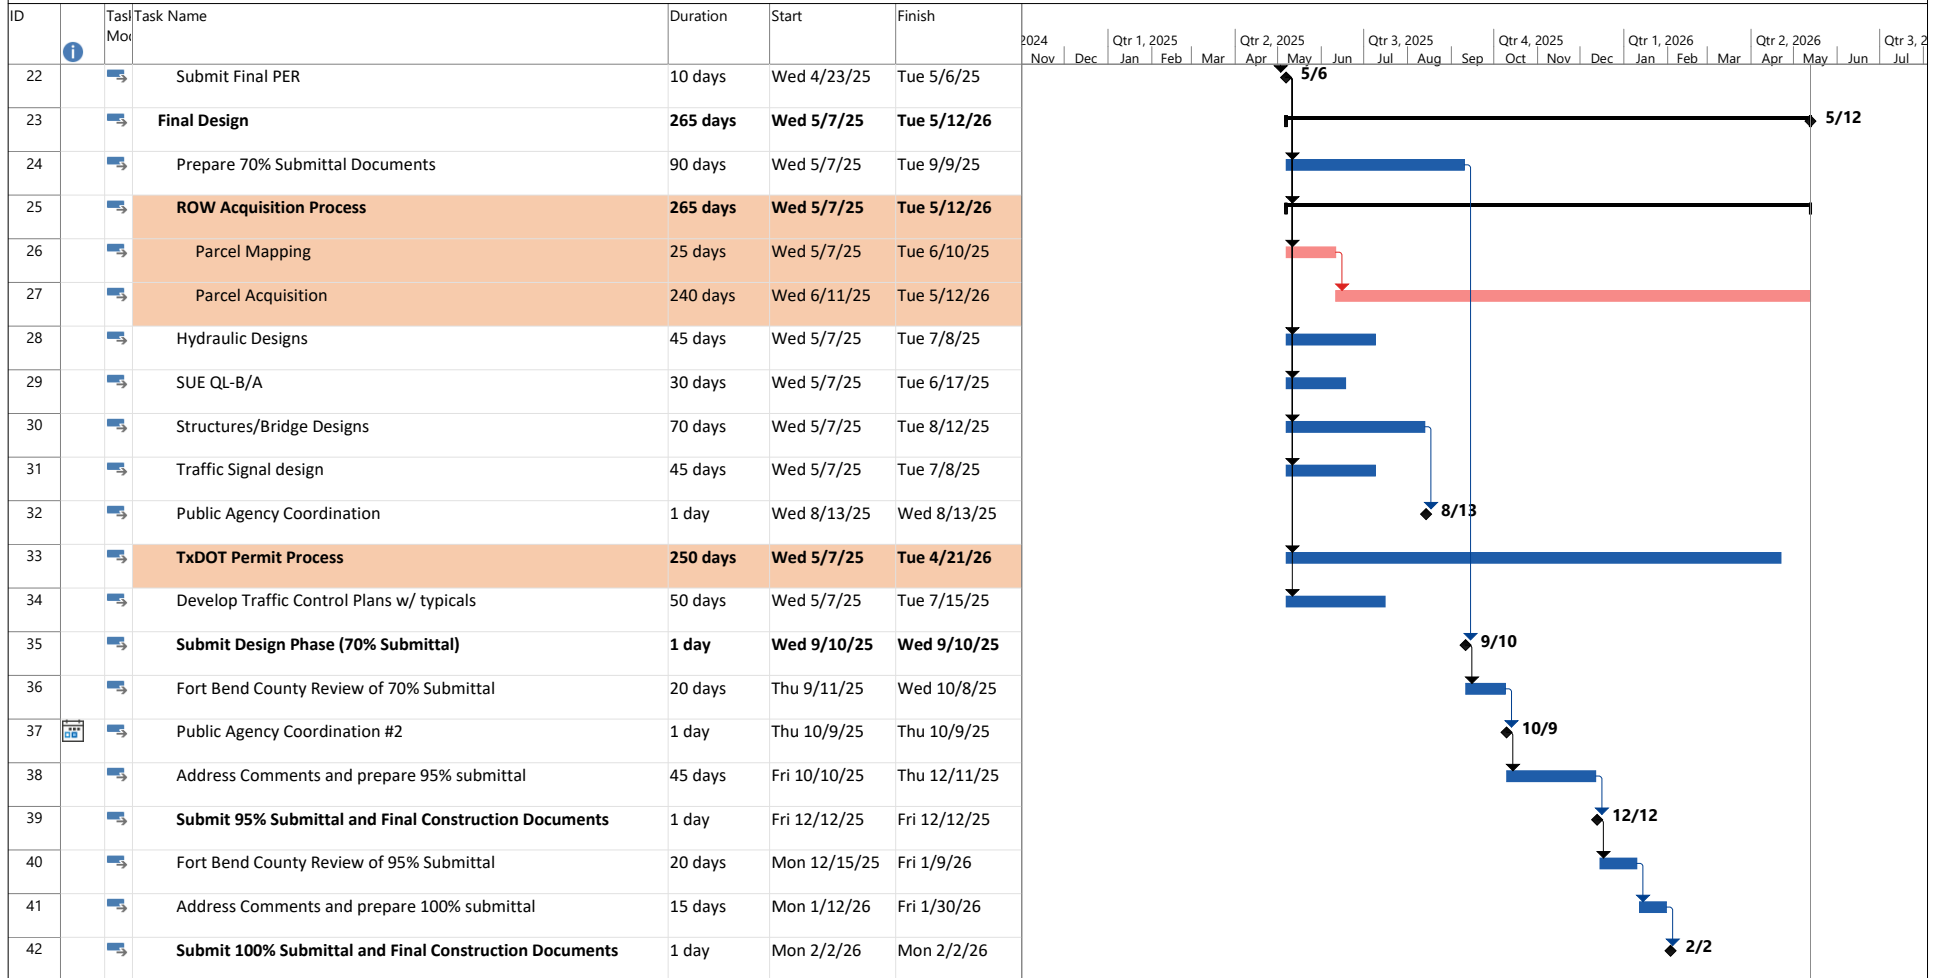 ID Task Task Name Duration Start Finish
Mod
2024 Qtr 1, 2025 Qtr 2, 2025 Qtr 3, 2025 Qtr 4, 2025 Qtr 1, 2026 Qtr 2, 2026 Qtr 3, 2
Nov Dec Jan Feb Mar Apr May Jun Jul Aug Sep Oct Nov Dec Jan Feb Mar Apr May Jun Jul
22 Submit Final PER 10 days Wed 4/23/25 Tue 5/6/25 5/6
23 Final Design 265 days Wed 5/7/25 Tue 5/12/26 5/12
24 Prepare 70% Submittal Documents 90 days Wed 5/7/25 Tue 9/9/25
25 ROW Acquisition Process 265 days Wed 5/7/25 Tue 5/12/26
26 Parcel Mapping 25 days Wed 5/7/25 Tue 6/10/25
27 Parcel Acquisition 240 days Wed 6/11/25 Tue 5/12/26
28 Hydraulic Designs 45 days Wed 5/7/25 Tue 7/8/25
29 SUE QL-B/A 30 days Wed 5/7/25 Tue 6/17/25
30 Structures/Bridge Designs 70 days Wed 5/7/25 Tue 8/12/25
31 Traffic Signal design 45 days Wed 5/7/25 Tue 7/8/25
32 Public Agency Coordination 1 day Wed 8/13/25 Wed 8/13/25 8/13
33 TxDOT Permit Process 250 days Wed 5/7/25 Tue 4/21/26
34 Develop Traffic Control Plans w/ typicals 50 days Wed 5/7/25 Tue 7/15/25
35 Submit Design Phase (70% Submittal) 1 day Wed 9/10/25 Wed 9/10/25 9/10
36 Fort Bend County Review of 70% Submittal 20 days Thu 9/11/25 Wed 10/8/25
37 Public Agency Coordination #2 1 day Thu 10/9/25 Thu 10/9/25 10/9
38 Address Comments and prepare 95% submittal 45 days Fri 10/10/25 Thu 12/11/25
39 Submit 95% Submittal and Final Construction Documents 1 day Fri 12/12/25 Fri 12/12/25 12/12
40 Fort Bend County Review of 95% Submittal 20 days Mon 12/15/25 Fri 1/9/26
41 Address Comments and prepare 100% submittal 15 days Mon 1/12/26 Fri 1/30/26
42 Submit 100% Submittal and Final Construction Documents 1 day Mon 2/2/26 Mon 2/2/26 2/2